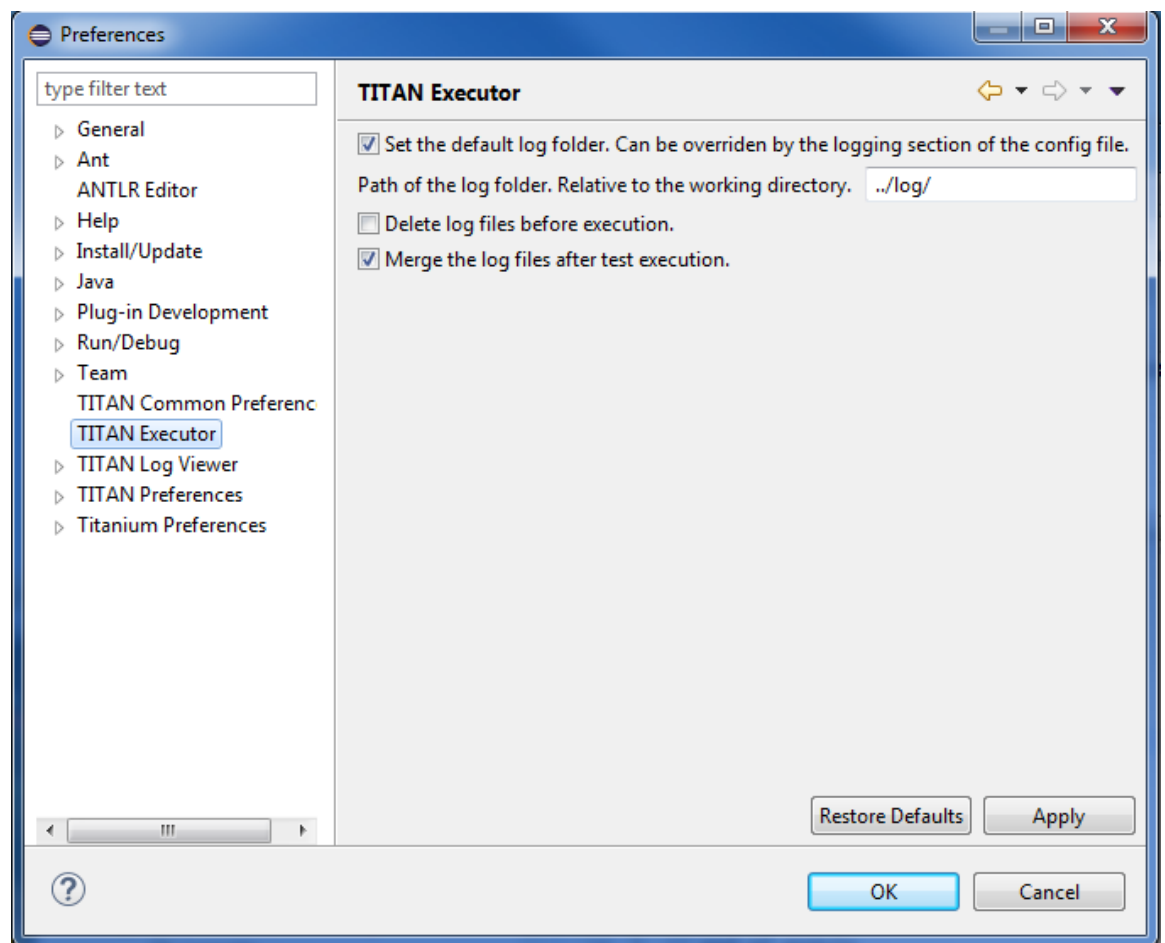 Preferences
type filter text
General
Ant
ANTLR Editor
Help
Install/Update
Java
Plug-in Development
Run/Debug
Team
TITAN Common Preferenc
TITAN Executor
TITAN Log Viewer
TITAN Preferences
Titanium Preferences
TITAN Executor
Set the default log folder. Can be overriden by the logging section of the config file.
Path of the log folder. Relative to the working directory. ../log/
Delete log files before execution.
Merge the log files after test execution.
Restore Defaults Apply
? OK Cancel